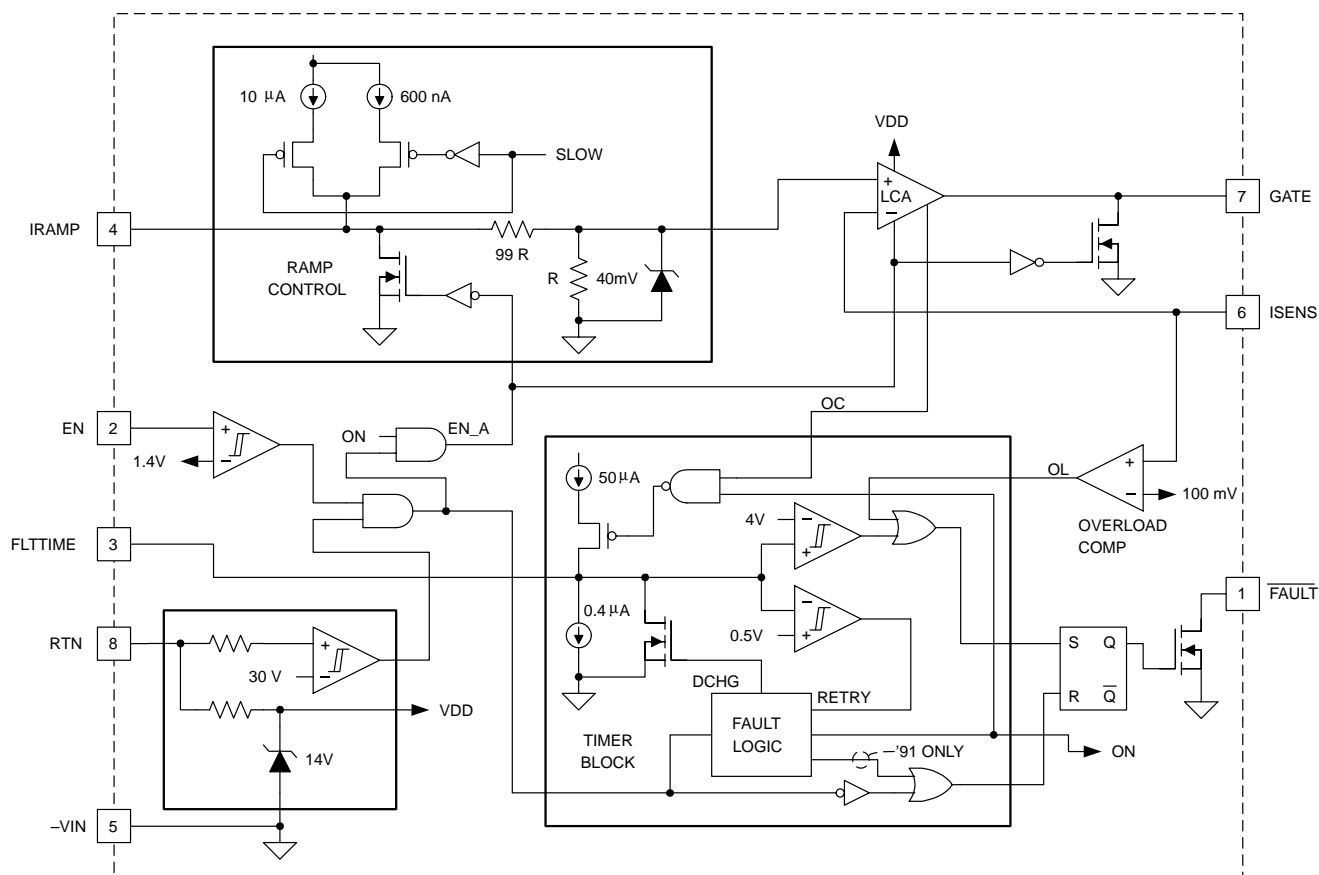 10 μA
600 nA
SLOW
VDD
+
LCA
−
IRAMP
4
7
GATE
99 R
RAMP
CONTROL
R
40mV
6
ISENS
EN
2
+
−
1.4V
ON
EN_A
OC
50μA
OL
+
−
100 mV
OVERLOAD
COMP
4V
−
+
FLTTIME
3
1
FAULT
0.4 μA
−
+
0.5V
RTN
8
+
−
30 V
S Q
R Q
DCHG
RETRY
VDD
FAULT
LOGIC
TIMER
BLOCK
14V
–'91 ONLY
ON
–VIN
5